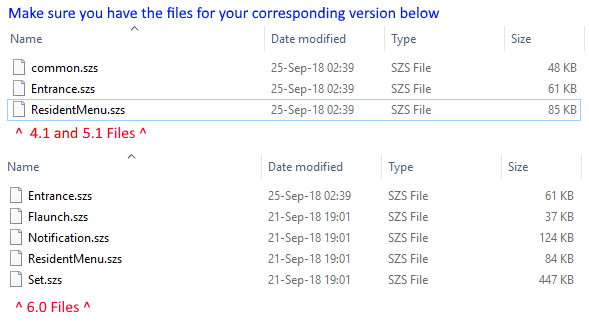 Make sure you have the files for your corresponding version below
Name Date modified Type Size
common.szs 25-Sep-18 02:39 SZS File 48 KB
Entrance.szs 25-Sep-18 02:39 SZS File 61 KB
ResidentMenu.szs 25-Sep-18 02:39 SZS File 85 KB
^ 4.1 and 5.1 Files ^
Name Date modified Type Size
Entrance.szs 25-Sep-18 02:39 SZS File 61 KB
Flaunch.szs 21-Sep-18 19:01 SZS File 37 KB
Notification.szs 21-Sep-18 19:01 SZS File 124 KB
ResidentMenu.szs 21-Sep-18 19:01 SZS File 84 KB
Set.szs 21-Sep-18 19:01 SZS File 447 KB
^ 6.0 Files ^